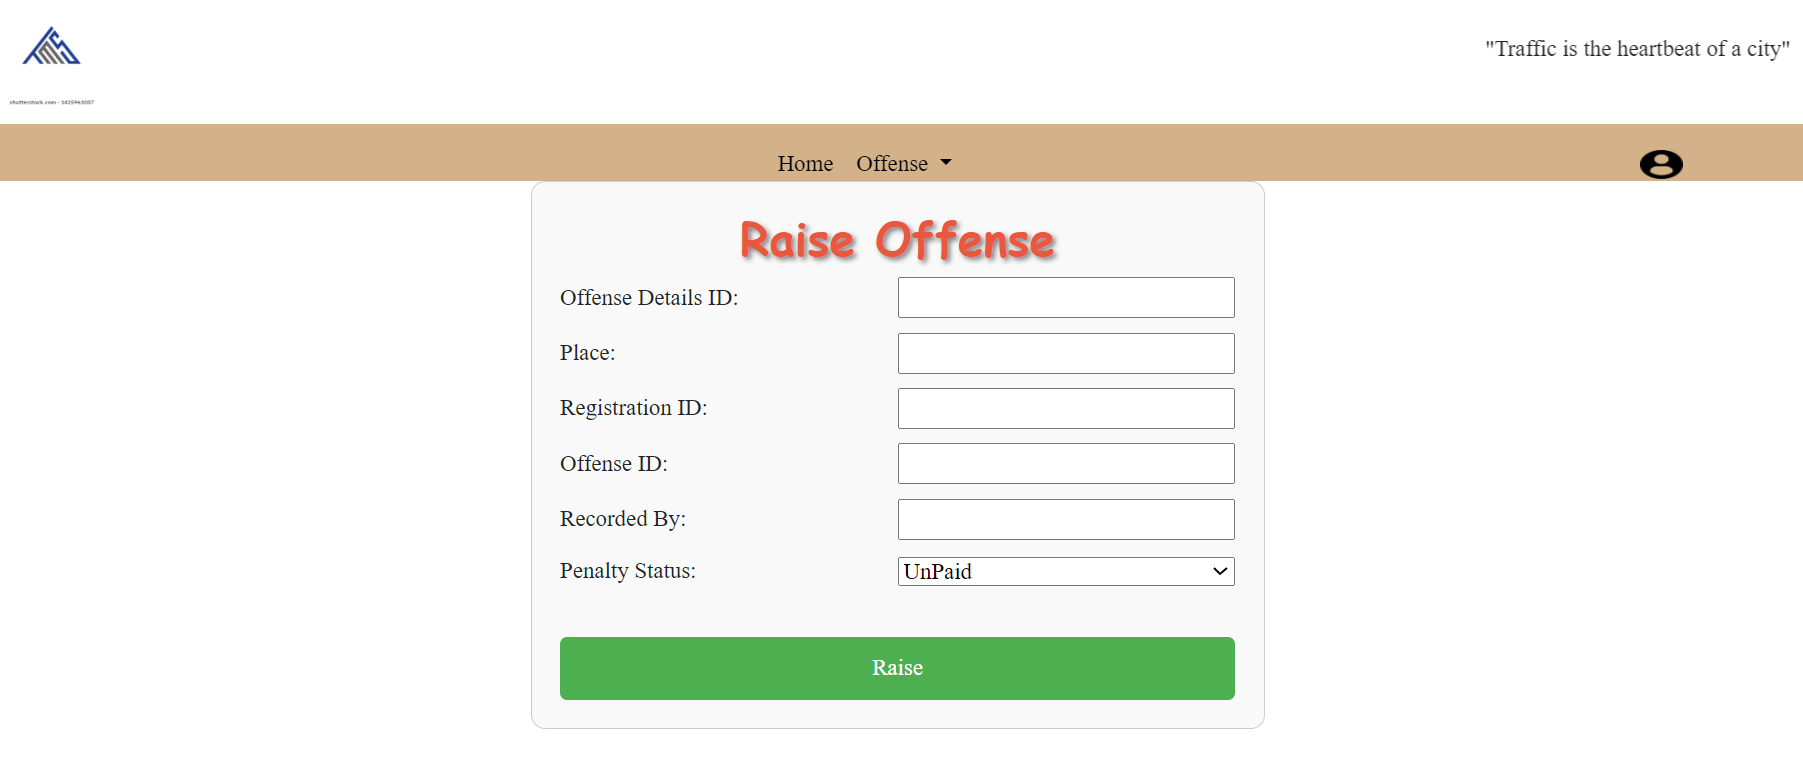 "Traffic is the heartbeat of a city"
shutterstock.com · 1425961037
Home Offense
Raise Offense
Offense Details ID:
Place:
Registration ID:
Offense ID:
Recorded By:
Penalty Status: UnPaid
Raise